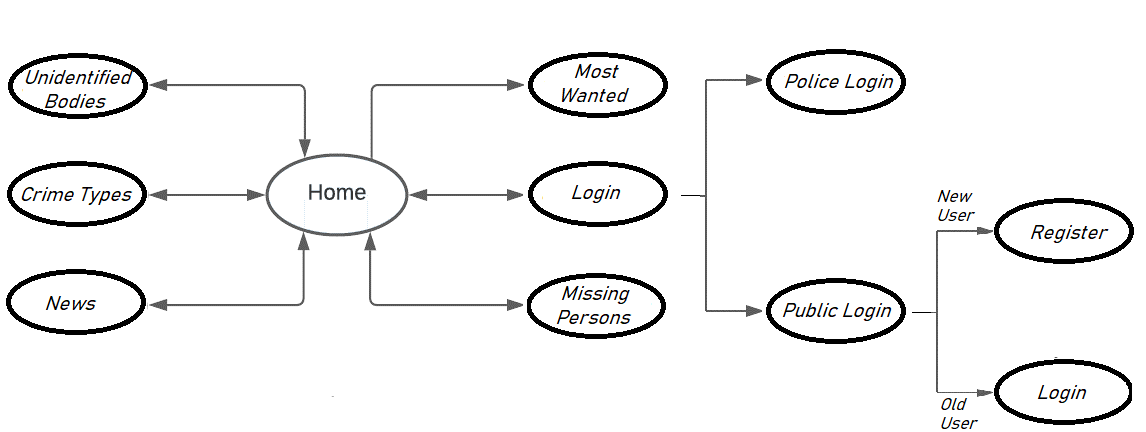 Unidentified
Bodies
Most
Wanted
Police Login
Crime Types
Home
Login
New
User
Register
News
Missing
Persons
Public Login
Login
Old
User